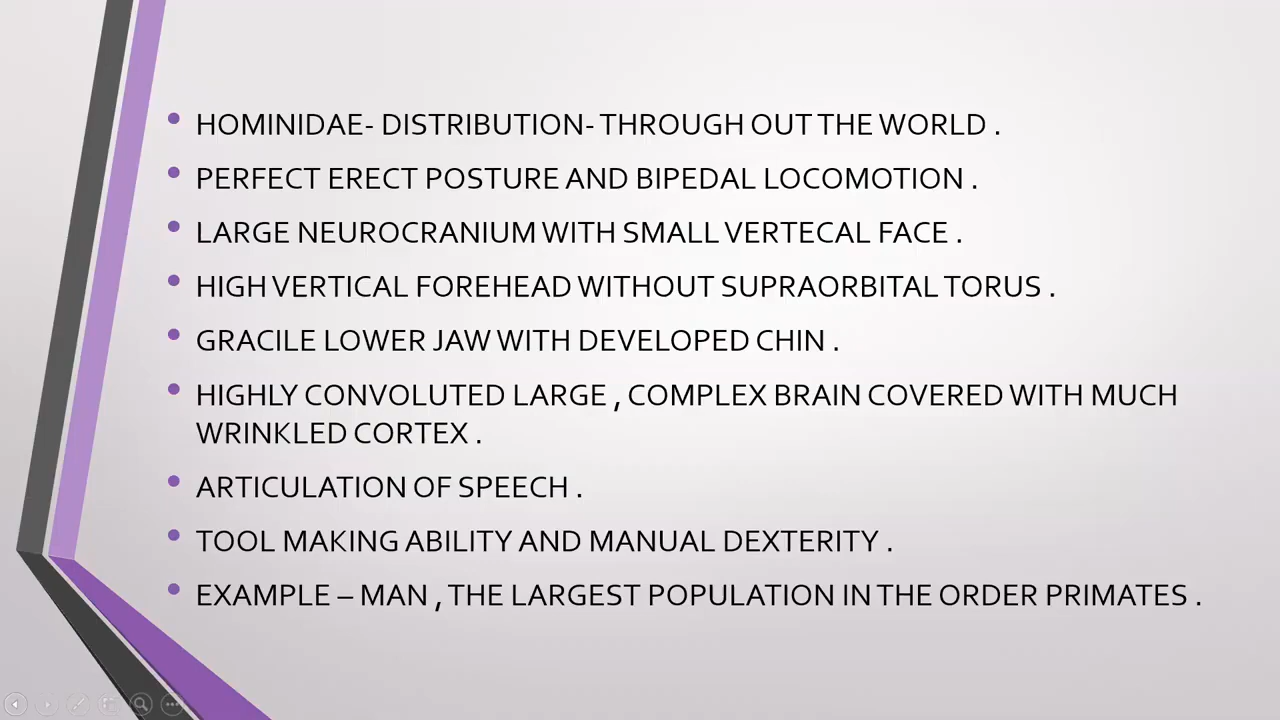 • HOMINIDAE- DISTRIBUTION- THROUGH OUT THE WORLD .
• PERFECT ERECT POSTURE AND BIPEDAL LOCOMOTION .
• LARGE NEUROCRANIUM WITH SMALL VERTECAL FACE .
• HIGH VERTICAL FOREHEAD WITHOUT SUPRAORBITAL TORUS .
• GRACILE LOWER JAW WITH DEVELOPED CHIN .
• HIGHLY CONVOLUTED LARGE , COMPLEX BRAIN COVERED WITH MUCH
WRINKLED CORTEX .
• ARTICULATION OF SPEECH .
• TOOL MAKING ABILITY AND MANUAL DEXTERITY .
• EXAMPLE – MAN , THE LARGEST POPULATION IN THE ORDER PRIMATES .